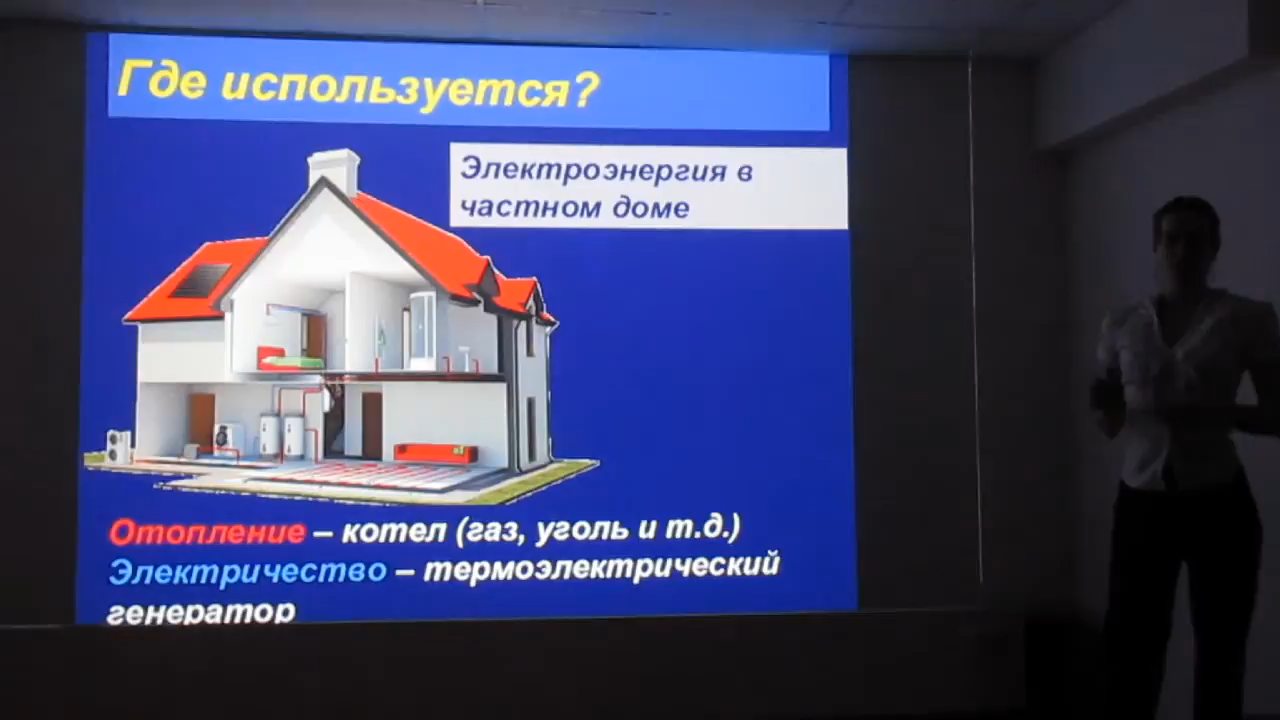 Где используется?
Электроэнергия в
частном доме
Отопление – котел (газ, уголь и т.д.)
Электричество – термоэлектрический
генератор